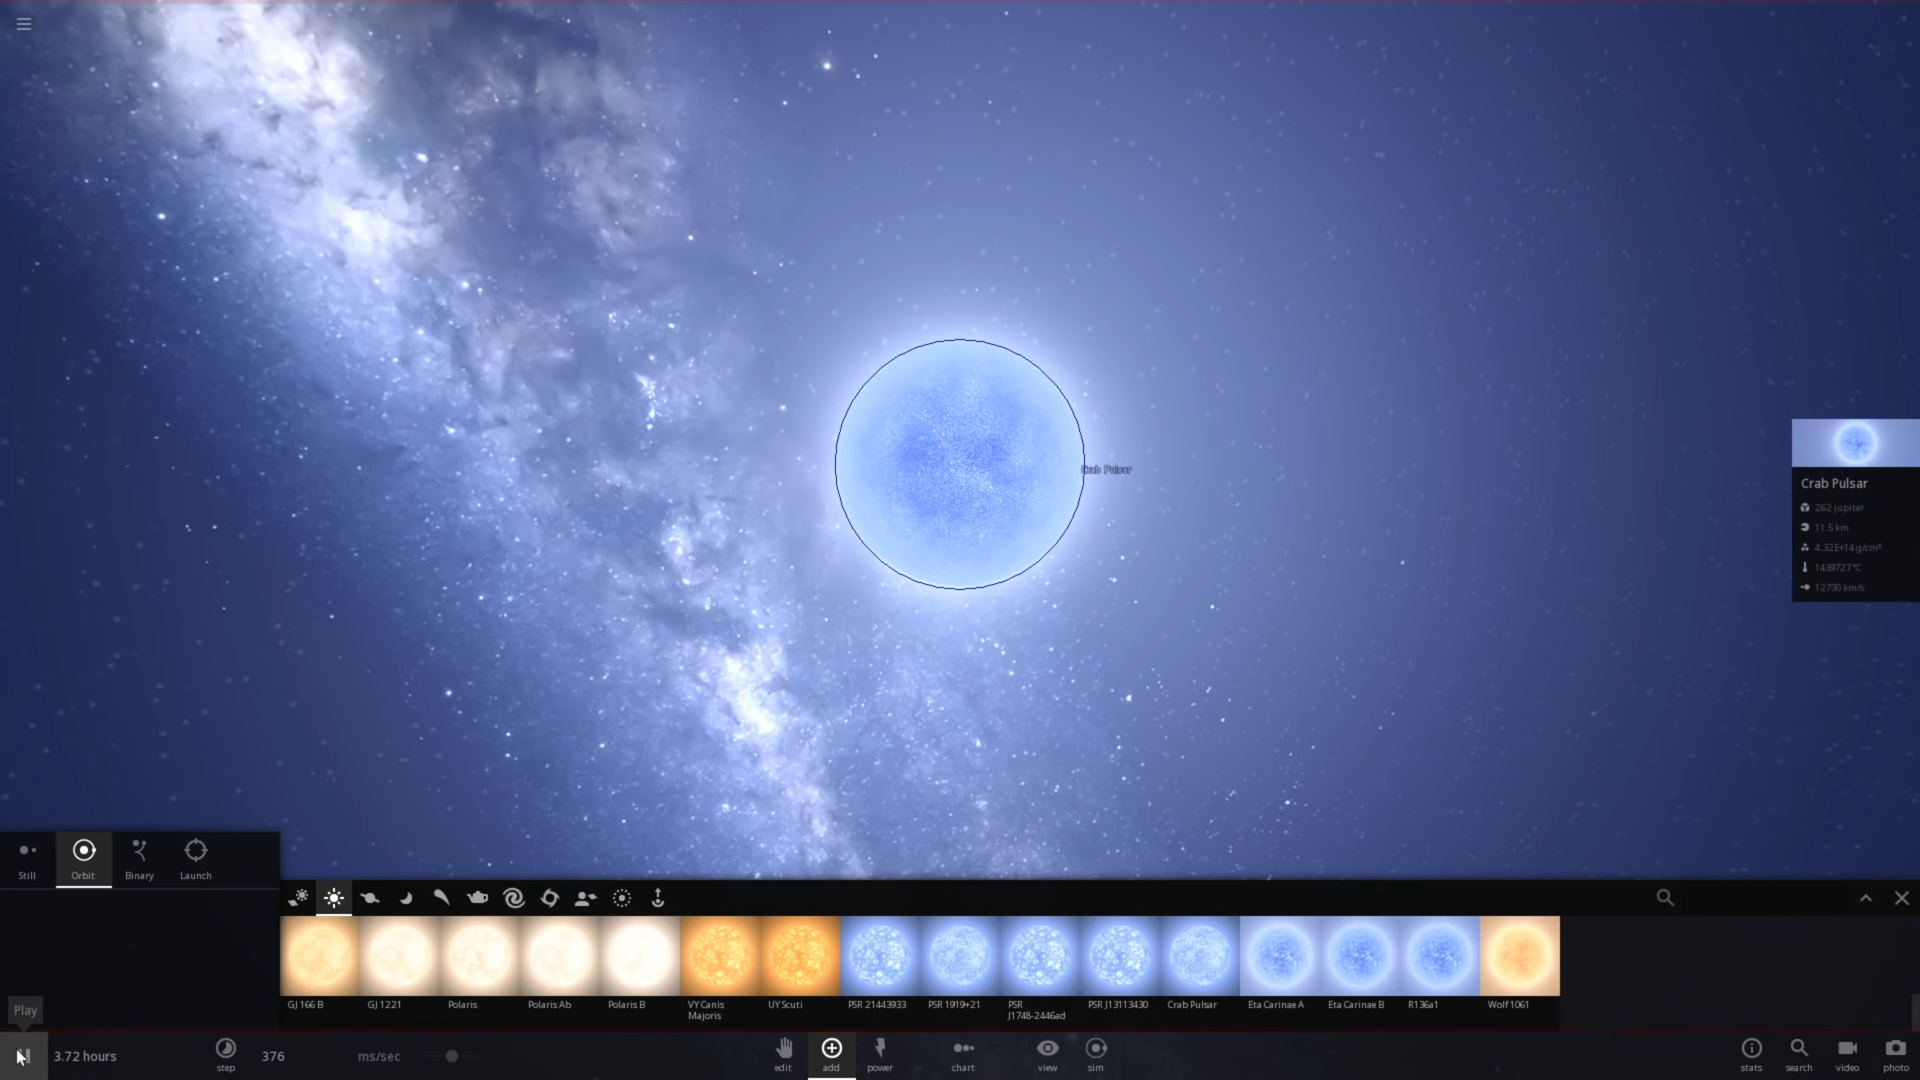 Crab Pulsar
Crab Pulsar
262 jupiter
11.5 km
4.32E+14 g/cm³
1439727°C
12790 km/s
Still
Orbit
Binary
Launch
GJ 166 B
GJ 1221
Polaris
Polaris Ab
Polaris B
VY Canis
Majoris
UY Scuti
PSR 21443933
PSR 1919+21
PSR
J1748-2446ad
PSR J13113430
Crab Pulsar
Eta Carinae A
Eta Carinae B
R136a1
Wolf 1061
Play
3.72 hours
step
376
ms/sec
edit
add
power
chart
view
sim
stats
search
video
photo